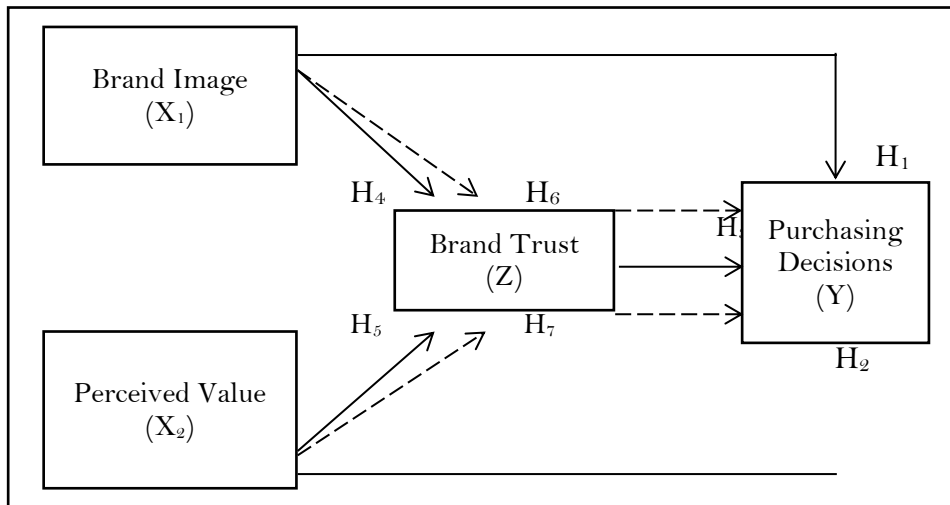 Brand Image
(X₁)
H₁
H₄
H₆
Brand Trust
(Z)
Purchasing
Decisions
(Y)
H₅
H₇
H₂
Perceived Value
(X₂)